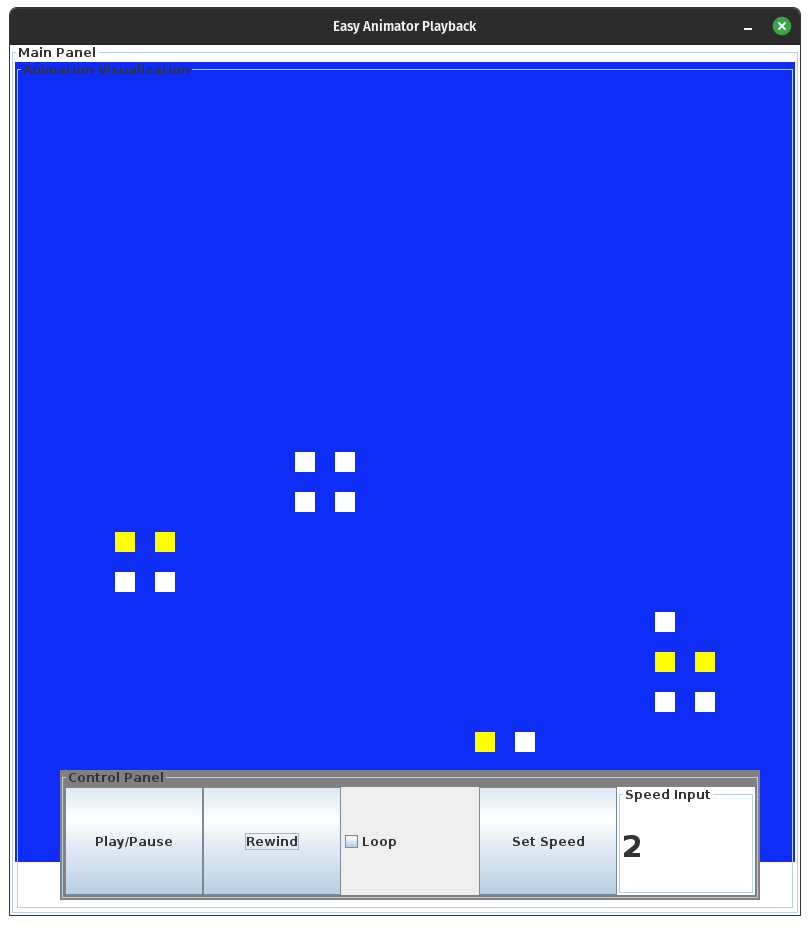 Easy Animator Playback
Main Panel
Animation Visualization
Control Panel
Play/Pause
Rewind
Loop
Set Speed
Speed Input
2